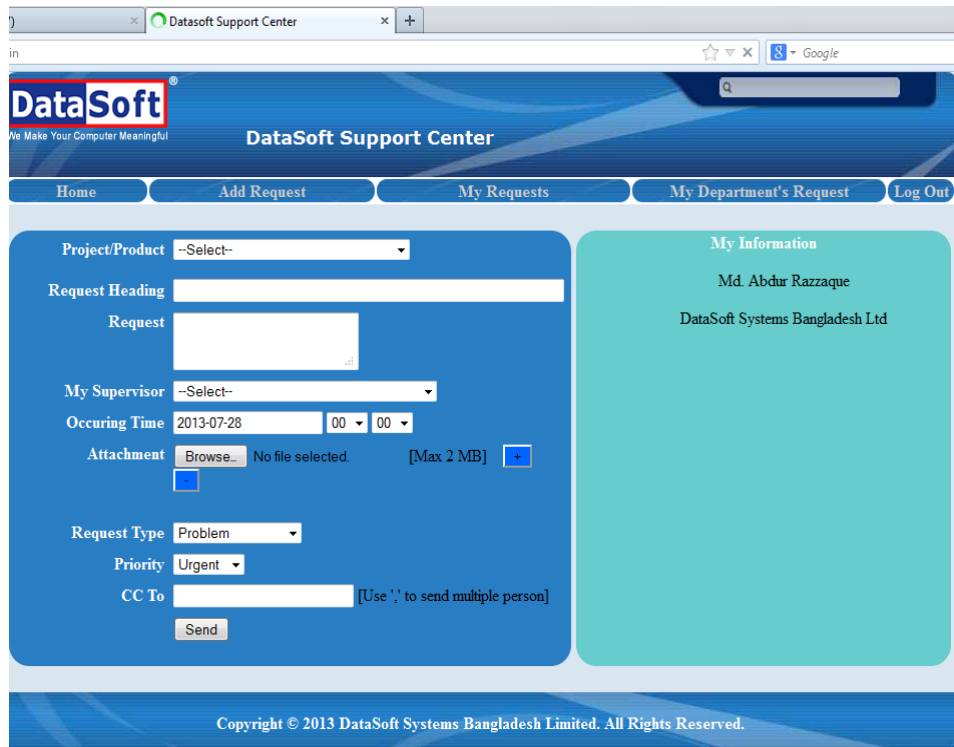 ') × Datasoft Support Center × +
in Google
DataSoft ®
We Make Your Computer Meaningful
DataSoft Support Center
Home Add Request My Requests My Department's Request Log Out
Project/Product --Select--
My Information
Request Heading
Md. Abdur Razzaque
Request
DataSoft Systems Bangladesh Ltd
My Supervisor --Select--
Occuring Time 2013-07-28 00 00
Attachment Browse... No file selected. [Max 2 MB] +
-
Request Type Problem
Priority Urgent
CC To [Use ',' to send multiple person]
Send
Copyright © 2013 DataSoft Systems Bangladesh Limited. All Rights Reserved.